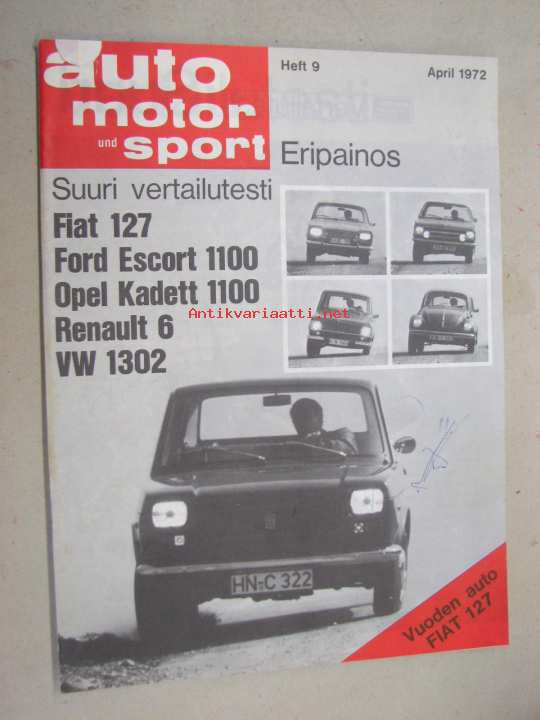 auto
motor
und sport
Heft 9
April 1972
Eripainos
Suuri vertailutesti
Fiat 127
Ford Escort 1100
Opel Kadett 1100
Renault 6
VW 1302
Antikvariaatti.net
HN-C 322
Vuoden auto
FIAT 127